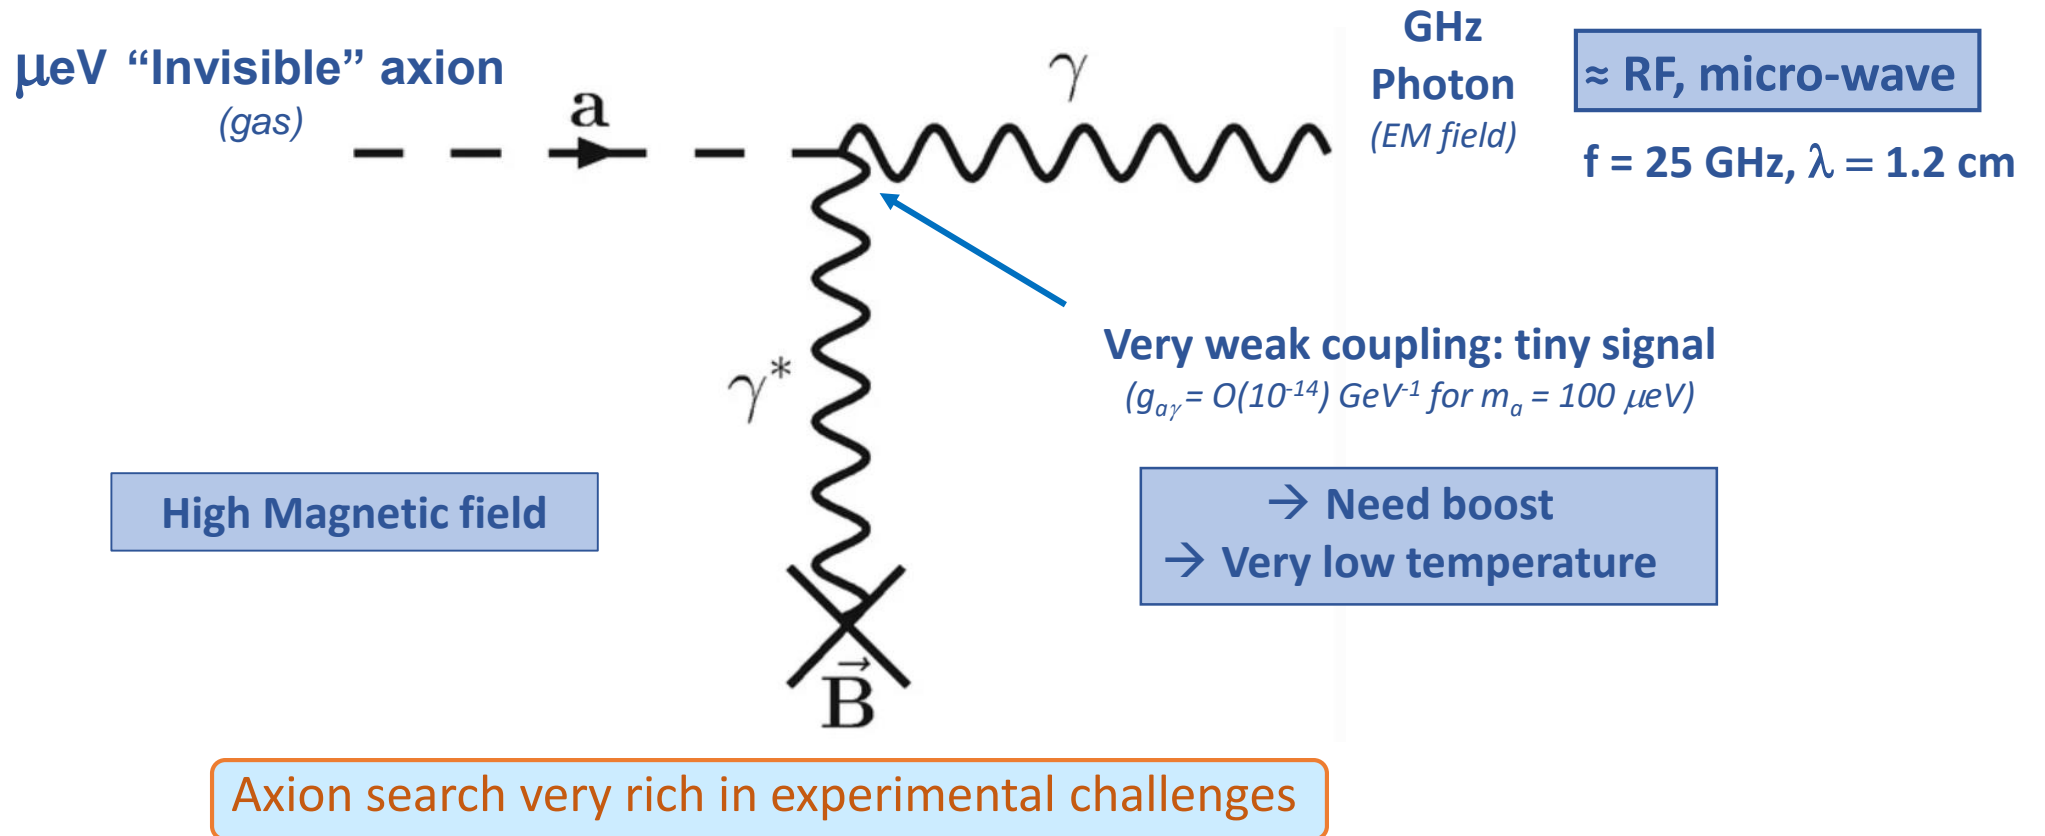 μeV “Invisible” axion
(gas)
a
γ
GHz
Photon
(EM field)
≈ RF, micro-wave
f = 25 GHz, λ = 1.2 cm
Very weak coupling: tiny signal
(gₐᵧ = O(10⁻¹⁴) GeV⁻¹ for mₐ = 100 μeV)
γ*
High Magnetic field
→ Need boost
→ Very low temperature
B⃗
Axion search very rich in experimental challenges